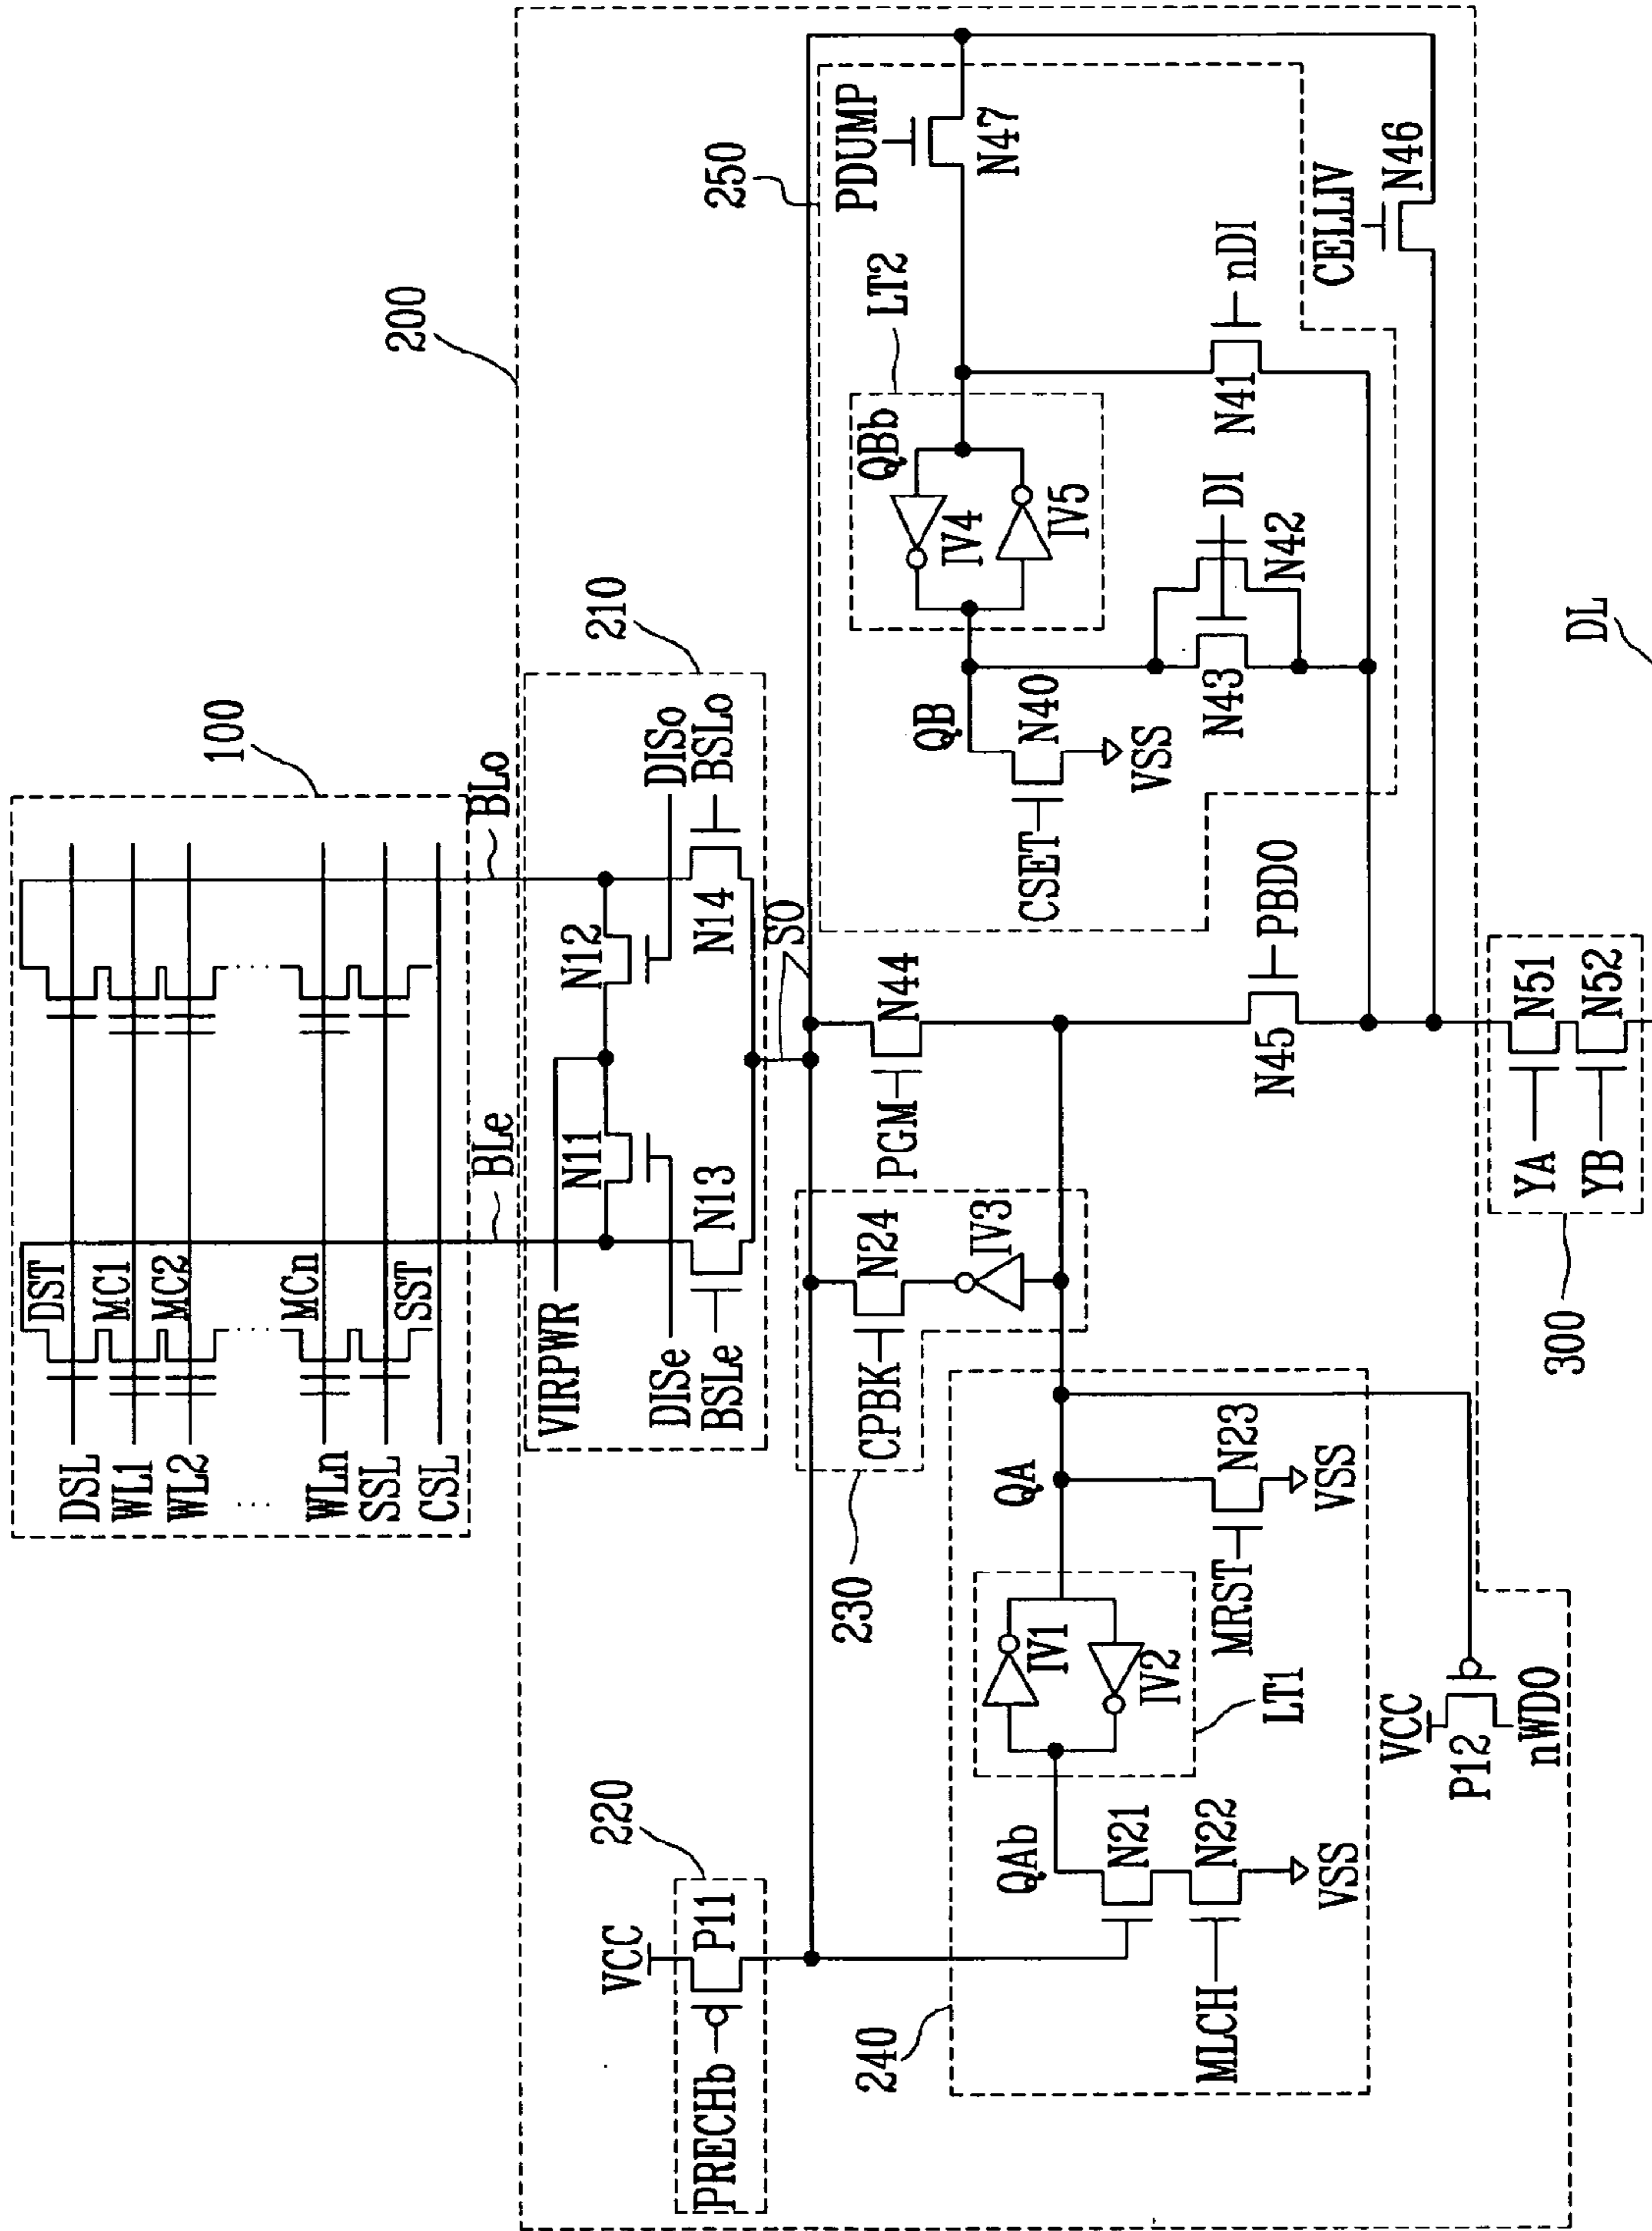 100
DSL
WL1
WL2
...
WLn
SSL
CSL
DST
MC1
MC2
MCn
SST
BLe
BLo
200
210
VIRPWR
DISe
BSLe
N11
N12
N13
N14
DISo
BSLo
SO
220
VCC
PRECHb
P11
230
CPBK
N24
IV3
PGM
N44
240
QAb
QA
N21
N22
MLCH
VSS
IV1
IV2
LT1
MRST
N23
VSS
VCC
P12
nWDO
250
PDUMP
N47
LT2
QBb
IV4
IV5
QB
CSET
N40
VSS
N43
N42
DI
N41
nDI
CELLIV
N46
N45
PBDO
300
YA
YB
N51
N52
DL